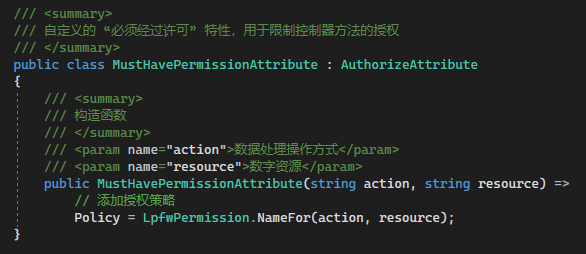 /// <summary>
/// 自定义的 “必须经过许可” 特性，用于限制控制器方法的授权
/// </summary>
public class MustHavePermissionAttribute : AuthorizeAttribute
{
/// <summary>
/// 构造函数
/// </summary>
/// <param name="action">数据处理操作方式</param>
/// <param name="resource">数字资源</param>
public MustHavePermissionAttribute(string action, string resource) =>
// 添加授权策略
Policy = LpfwPermission.NameFor(action, resource);
}